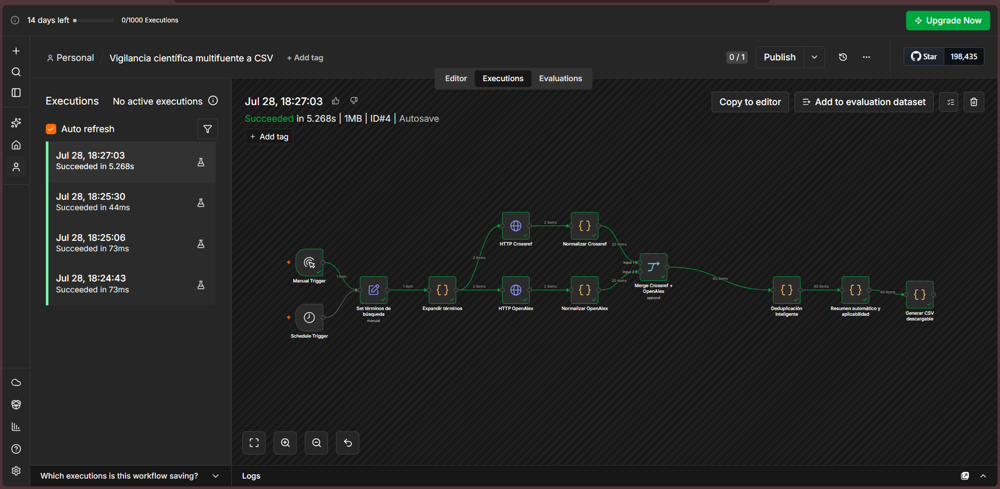 14 days left
0/1000 Executions
Upgrade Now
Personal / Vigilancia científica multifuente a CSV + Add tag
0 / 1
Publish
Star 198,435
Editor Executions Evaluations
Executions
No active executions
Auto refresh
Jul 28, 18:27:03
Succeeded in 5.268s
Jul 28, 18:25:30
Succeeded in 44ms
Jul 28, 18:25:06
Succeeded in 73ms
Jul 28, 18:24:43
Succeeded in 73ms
Jul 28, 18:27:03
Succeeded in 5.268s | 1MB | ID#4 | Autosave
+ Add tag
Copy to editor
Add to evaluation dataset
Manual Trigger
1 item
Schedule Trigger
Set términos de
búsqueda
manual
1 item
Expandir términos
2 items
2 items
HTTP Crossref
2 items
Normalizar Crossref
20 items
HTTP OpenAlex
2 items
Normalizar OpenAlex
20 items
Input 1
Input 2
Merge Crossref +
OpenAlex
append
40 items
Deduplicación
inteligente
40 items
Resumen automático y
aplicabilidad
40 items
Generar CSV
descargable
Which executions is this workflow saving?
Logs